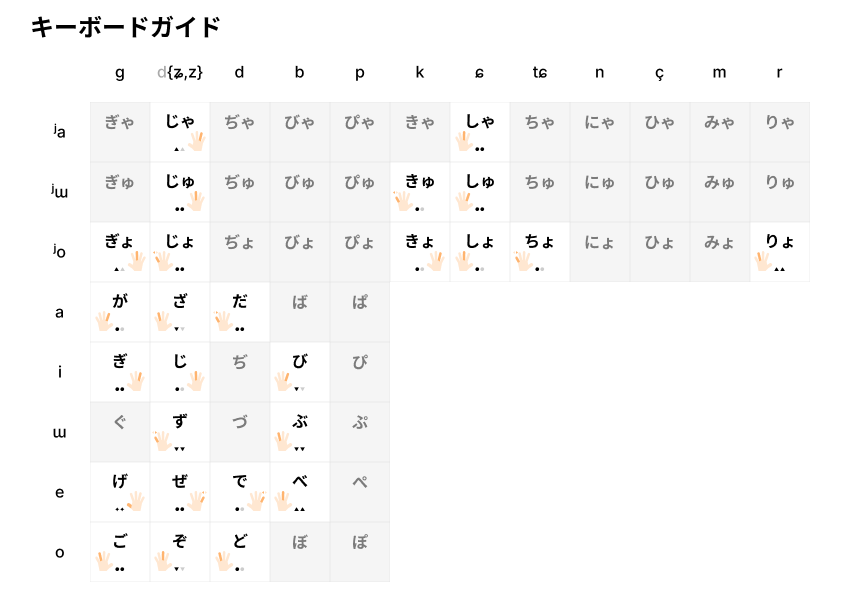 キーボードガイド
g d{ʑ,z} d b p k ɕ tɕ n ç m r
ʲa ぎゃ じゃ ぢゃ びゃ ぴゃ きゃ しゃ ちゃ にゃ ひゃ みゃ りゃ
ʲɯ ぎゅ じゅ ぢゅ びゅ ぴゅ きゅ しゅ ちゅ にゅ ひゅ みゅ りゅ
ʲo ぎょ じょ ぢょ びょ ぴょ きょ しょ ちょ にょ ひょ みょ りょ
a が ざ だ ば ぱ
i ぎ じ ぢ び ぴ
ɯ ぐ ず づ ぶ ぷ
e げ ぜ で べ ぺ
o ご ぞ ど ぼ ぽ